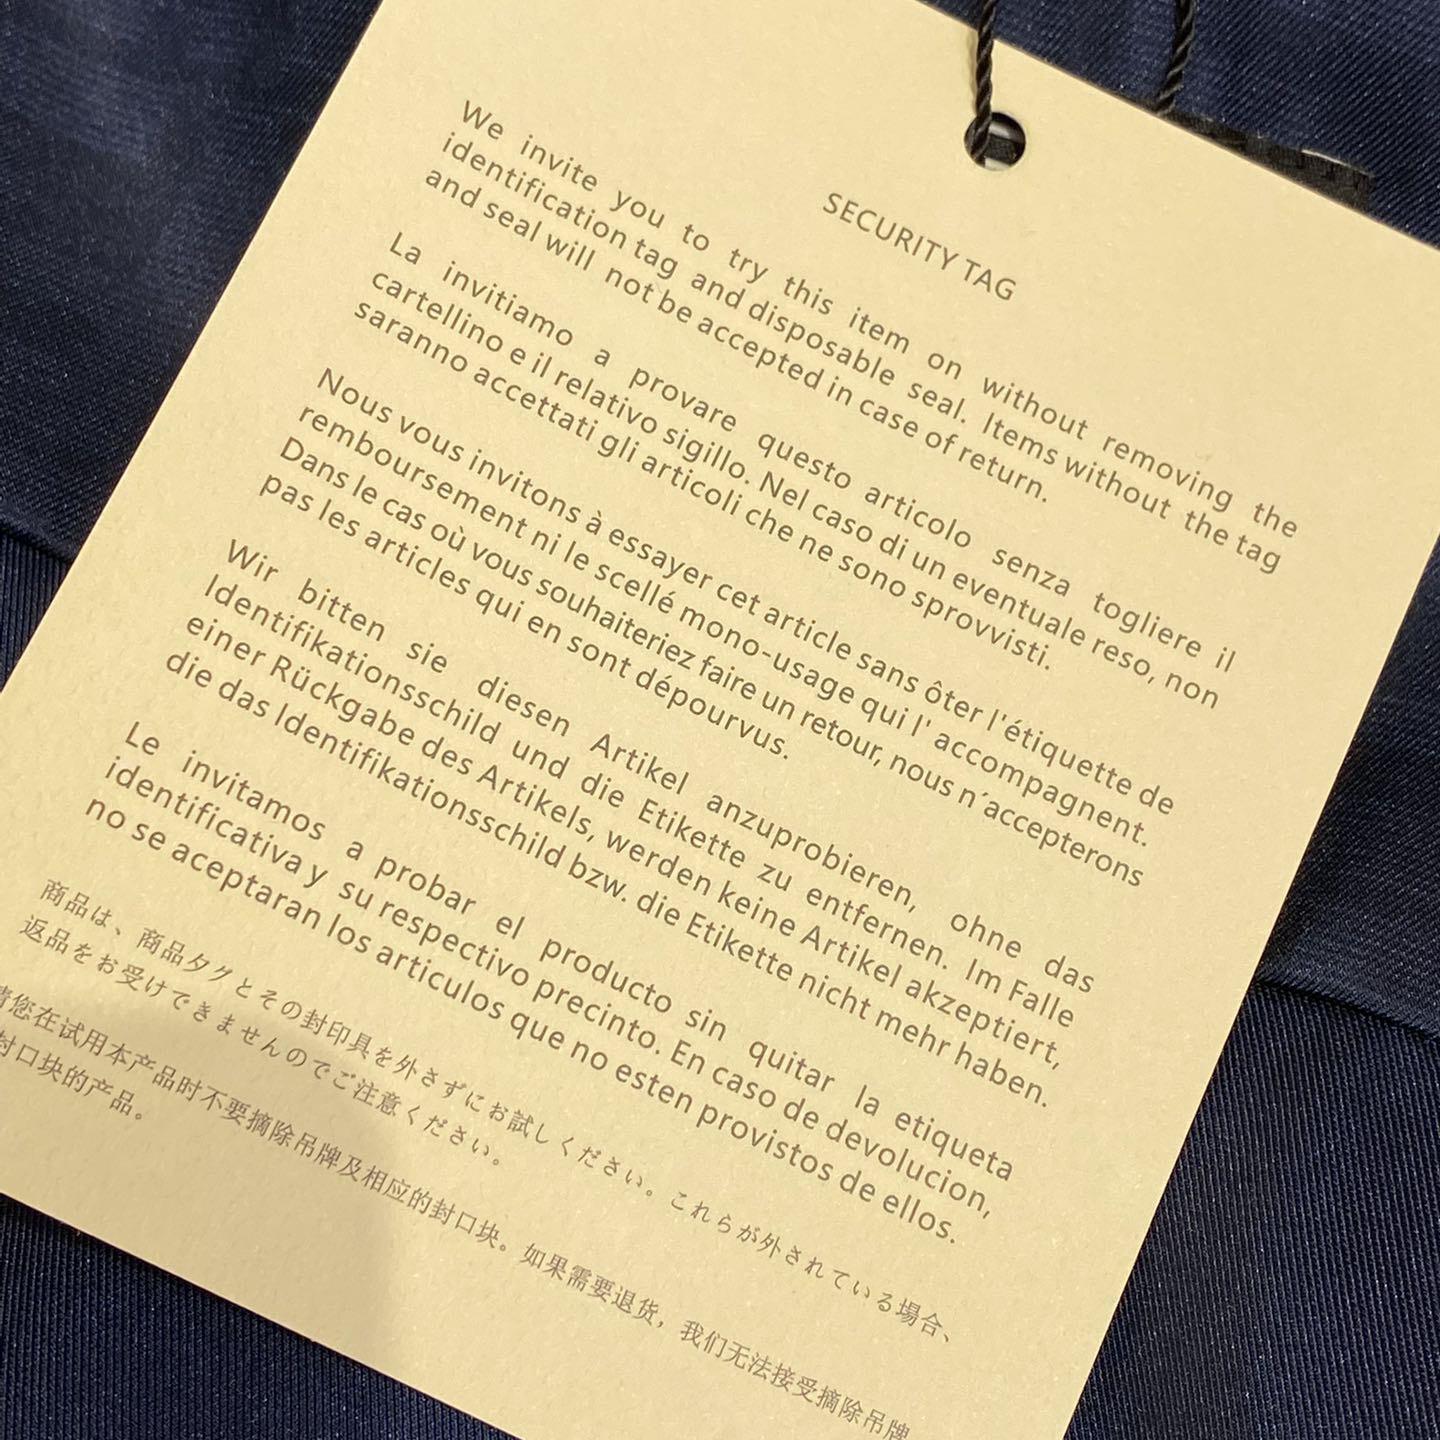 SECURITY TAG
We invite you to try this item on without removing the
identification tag and disposable seal. Items without the tag
and seal will not be accepted in case of return.
La invitiamo a provare questo articolo senza togliere il
cartellino e il relativo sigillo. Nel caso di un eventuale reso, non
saranno accettati gli articoli che ne sono sprovvisti.
Nous vous invitons à essayer cet article sans ôter l'étiquette de
remboursement ni le scellé mono-usage qui l' accompagnent.
Dans le cas où vous souhaiteriez faire un retour, nous n´accepterons
pas les articles qui en sont dépourvus.
Wir bitten sie diesen Artikel anzuprobieren, ohne das
Identifikationsschild und die Etikette zu entfernen. Im Falle
einer Rückgabe des Artikels, werden keine Artikel akzeptiert,
die das Identifikationsschild bzw. die Etikette nicht mehr haben.
Le invitamos a probar el producto sin quitar la etiqueta
identificativa y su respectivo precinto. En caso de devolucion,
no se aceptaran los articulos que no esten provistos de ellos.
商品は、商品タグとその封印具を外さずにお試しください。これらが外されている場合、
返品をお受けできませんのでご注意ください。
请您在试用本产品时不要摘除吊牌及相应的封口块。如果需要退货，我们无法接受摘除吊牌
封口块的产品。